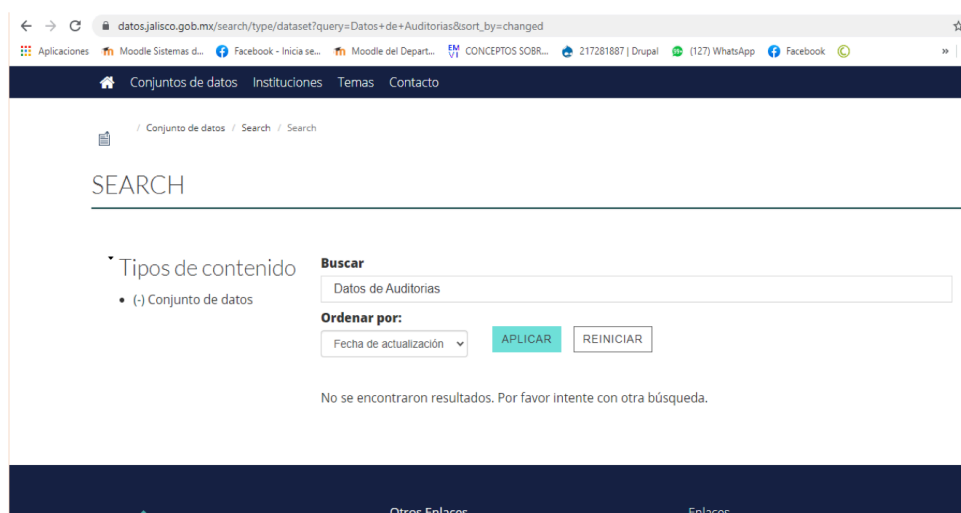 datos.jalisco.gob.mx/search/type/dataset?query=Datos+de+Auditorias&sort_by=changed
Aplicaciones Moodle Sistemas d... Facebook - Inicia se... Moodle del Depart... EM VI CONCEPTOS SOBR... 217281887 | Drupal (127) WhatsApp Facebook »
Conjuntos de datos Instituciones Temas Contacto
/ Conjunto de datos / Search / Search
SEARCH
Tipos de contenido
• (-) Conjunto de datos
Buscar
Datos de Auditorias
Ordenar por:
Fecha de actualización APLICAR REINICIAR
No se encontraron resultados. Por favor intente con otra búsqueda.
Otros Enlaces Enlaces